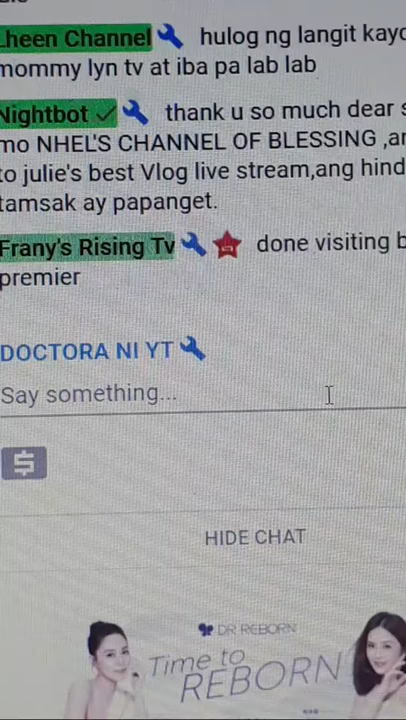 Lheen Channel hulog ng langit kayo
mommy lyn tv at iba pa lab lab
Nightbot thank u so much dear
mo NHEL'S CHANNEL OF BLESSING ,
to julie's best Vlog live stream,ang hind
tamsak ay papanget.
Frany's Rising Tv done visiting
premier
DOCTORA NI YT
Say something...
$
HIDE CHAT
DR REBORN
Time to
REBORN